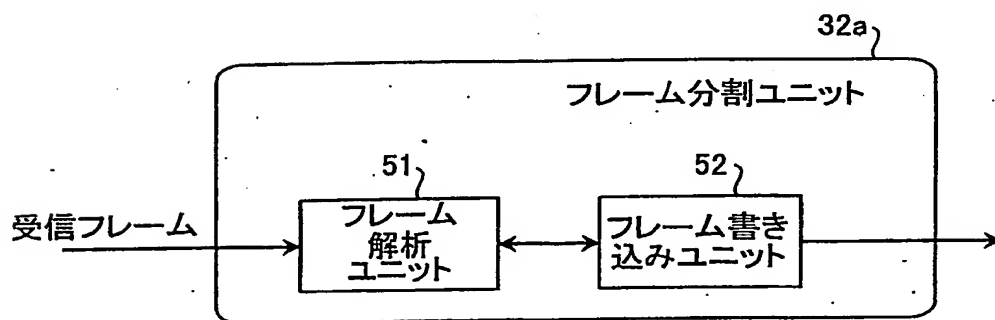 32a
フレーム分割ユニット
51
52
受信フレーム
フレーム
解析
ユニット
フレーム書き
込みユニット